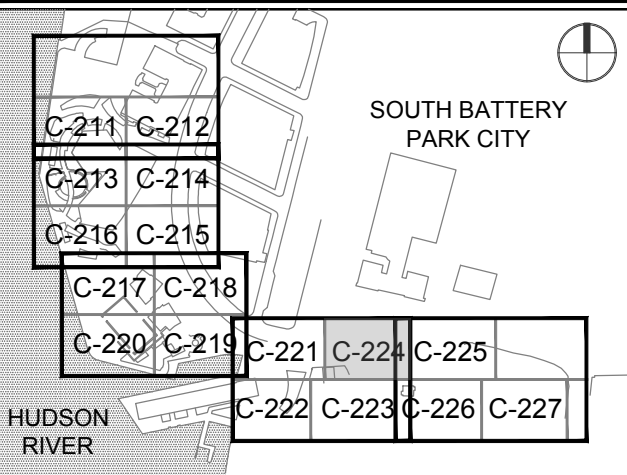 SOUTH BATTERY
PARK CITY
C-211 C-212
C-213 C-214
C-216 C-215
C-217 C-218
C-220 C-219
C-221 C-224 C-225
C-222 C-223 C-226 C-227
HUDSON
RIVER